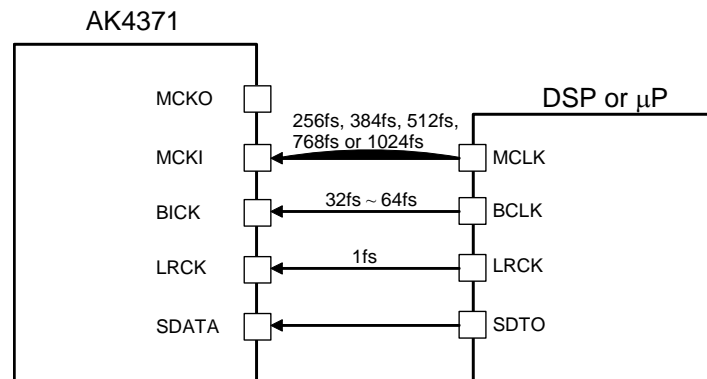 AK4371
DSP or μP
MCKO
256fs, 384fs, 512fs,
768fs or 1024fs
MCKI
MCLK
BICK
32fs ~ 64fs
BCLK
LRCK
1fs
LRCK
SDATA
SDTO